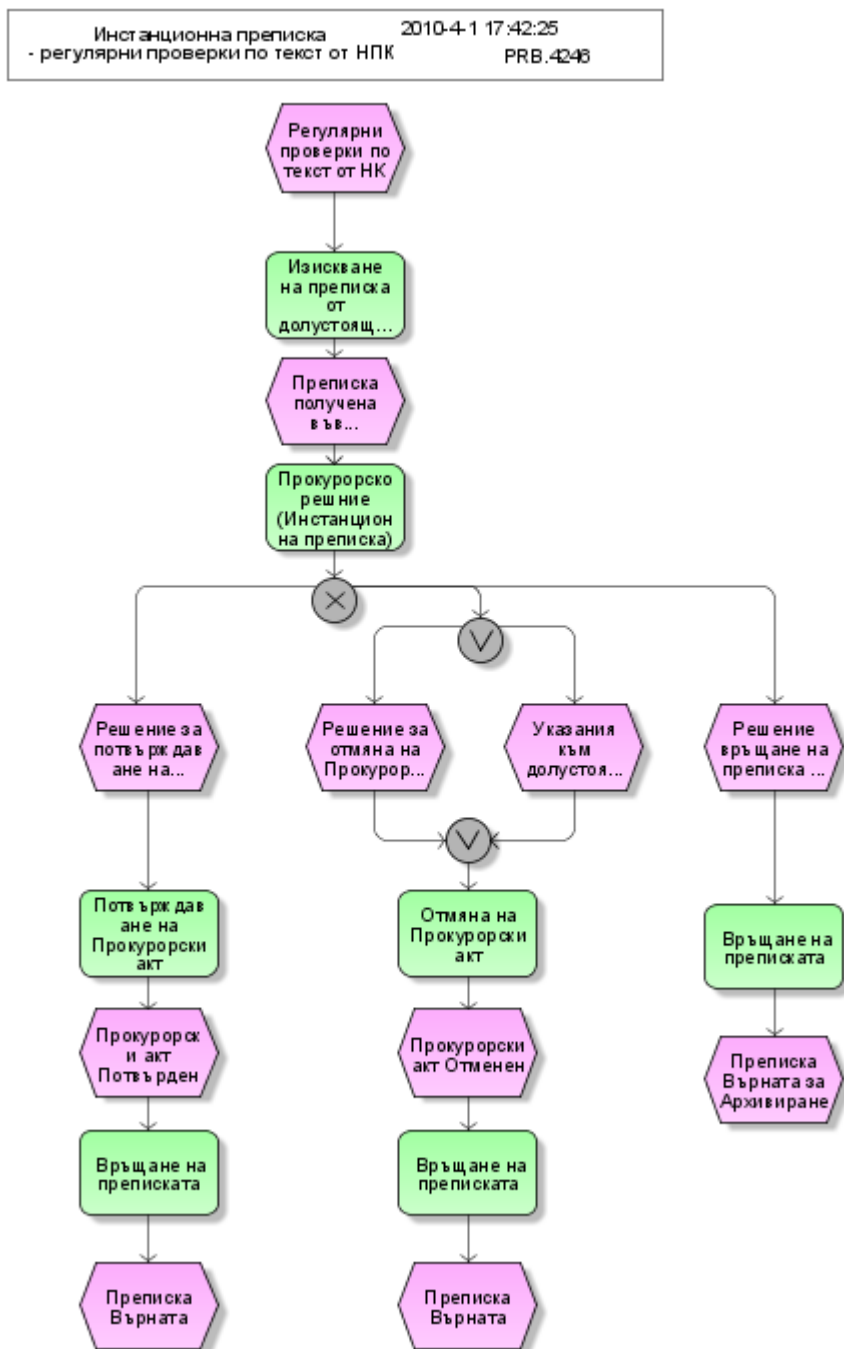 Инстанционна преписка
- регулярни проверки по текст от НПК
2010-4-1 17:42:25
PRB.4246
Регулярни
проверки по
текст от НК
Изискване
на преписка
от
долустоящ...
Преписка
получена
във...
Прокурорско
решние
(Инстанцион
на преписка)
Решение за
потвърждав
ане на...
Решение за
отмяна на
Прокурор...
Указания
към
долустоя...
Решение
връщане на
преписка ...
Потвърждав
ане на
Прокурорски
акт
Отмяна на
Прокурорски
акт
Връщане на
преписката
Прокурорск
и акт
Потвърден
Прокурорски
акт Отменен
Преписка
Върната за
Архивиране
Връщане на
преписката
Връщане на
преписката
Преписка
Върната
Преписка
Върната